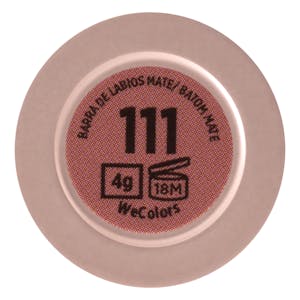 BARRA DE LABIOS MATE/ BATOM MATE
111
4g 18M
WeColors